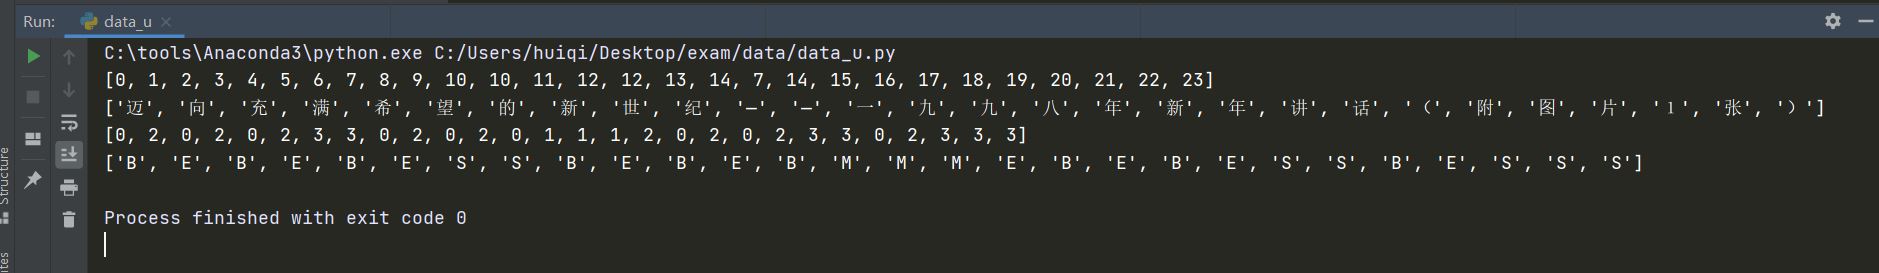 Run:
data_u
C:\tools\Anaconda3\python.exe C:/Users/huiqi/Desktop/exam/data/data_u.py
[0, 1, 2, 3, 4, 5, 6, 7, 8, 9, 10, 10, 11, 12, 12, 13, 14, 7, 14, 15, 16, 17, 18, 19, 20, 21, 22, 23]
['迈', '向', '充', '满', '希', '望', '的', '新', '世', '纪', '—', '—', '一', '九', '九', '八', '年', '新', '年', '讲', '话', '（', '附', '图', '片', '１', '张', '）']
[0, 2, 0, 2, 0, 2, 3, 3, 0, 2, 0, 2, 0, 1, 1, 1, 2, 0, 2, 0, 2, 3, 3, 0, 2, 3, 3, 3]
['B', 'E', 'B', 'E', 'B', 'E', 'S', 'S', 'B', 'E', 'B', 'E', 'B', 'M', 'M', 'M', 'E', 'B', 'E', 'B', 'E', 'S', 'S', 'B', 'E', 'S', 'S', 'S']
Process finished with exit code 0
Structure